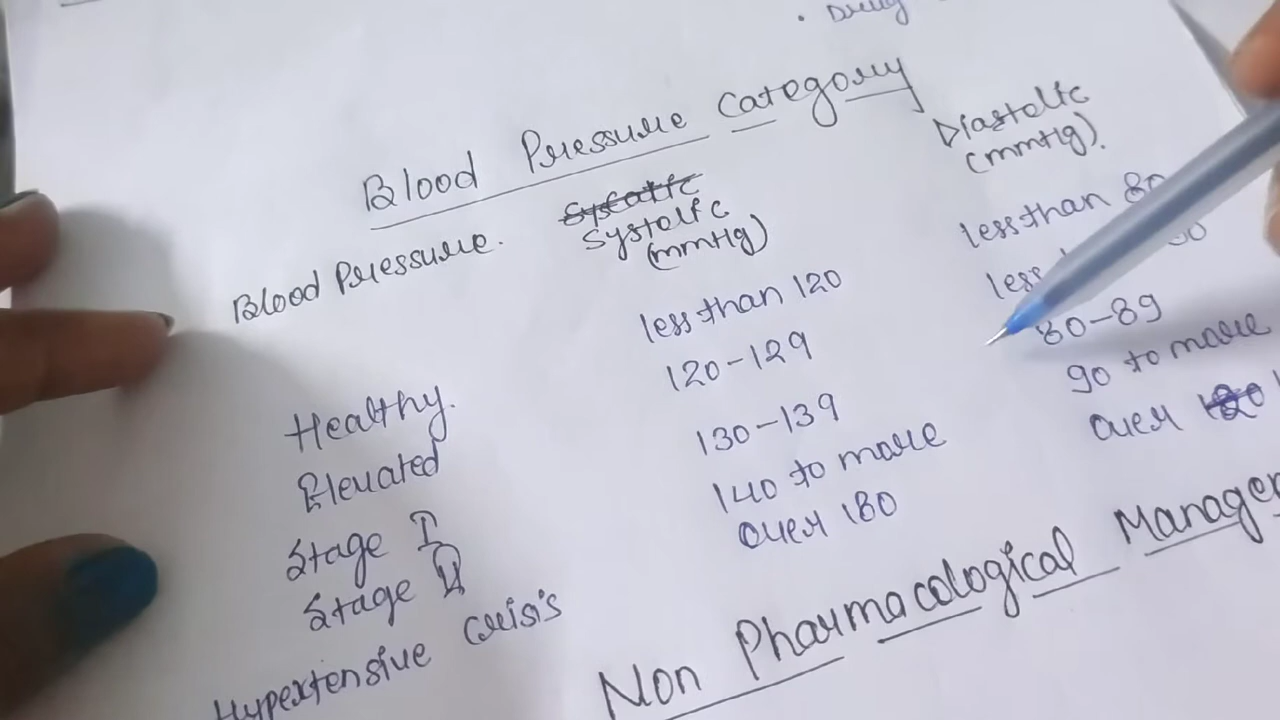 • Drug
Blood Pressure Category
Blood Pressure.
Systolic
(mmHg)
Diastolic
(mmHg).
Healthy.
less than 120
less than 80
Elevated
120-129
less
Stage I
130-139
80-89
Stage II
140 to more
90 to more
Hypertensive crisis
over 180
over
Non Pharmacological